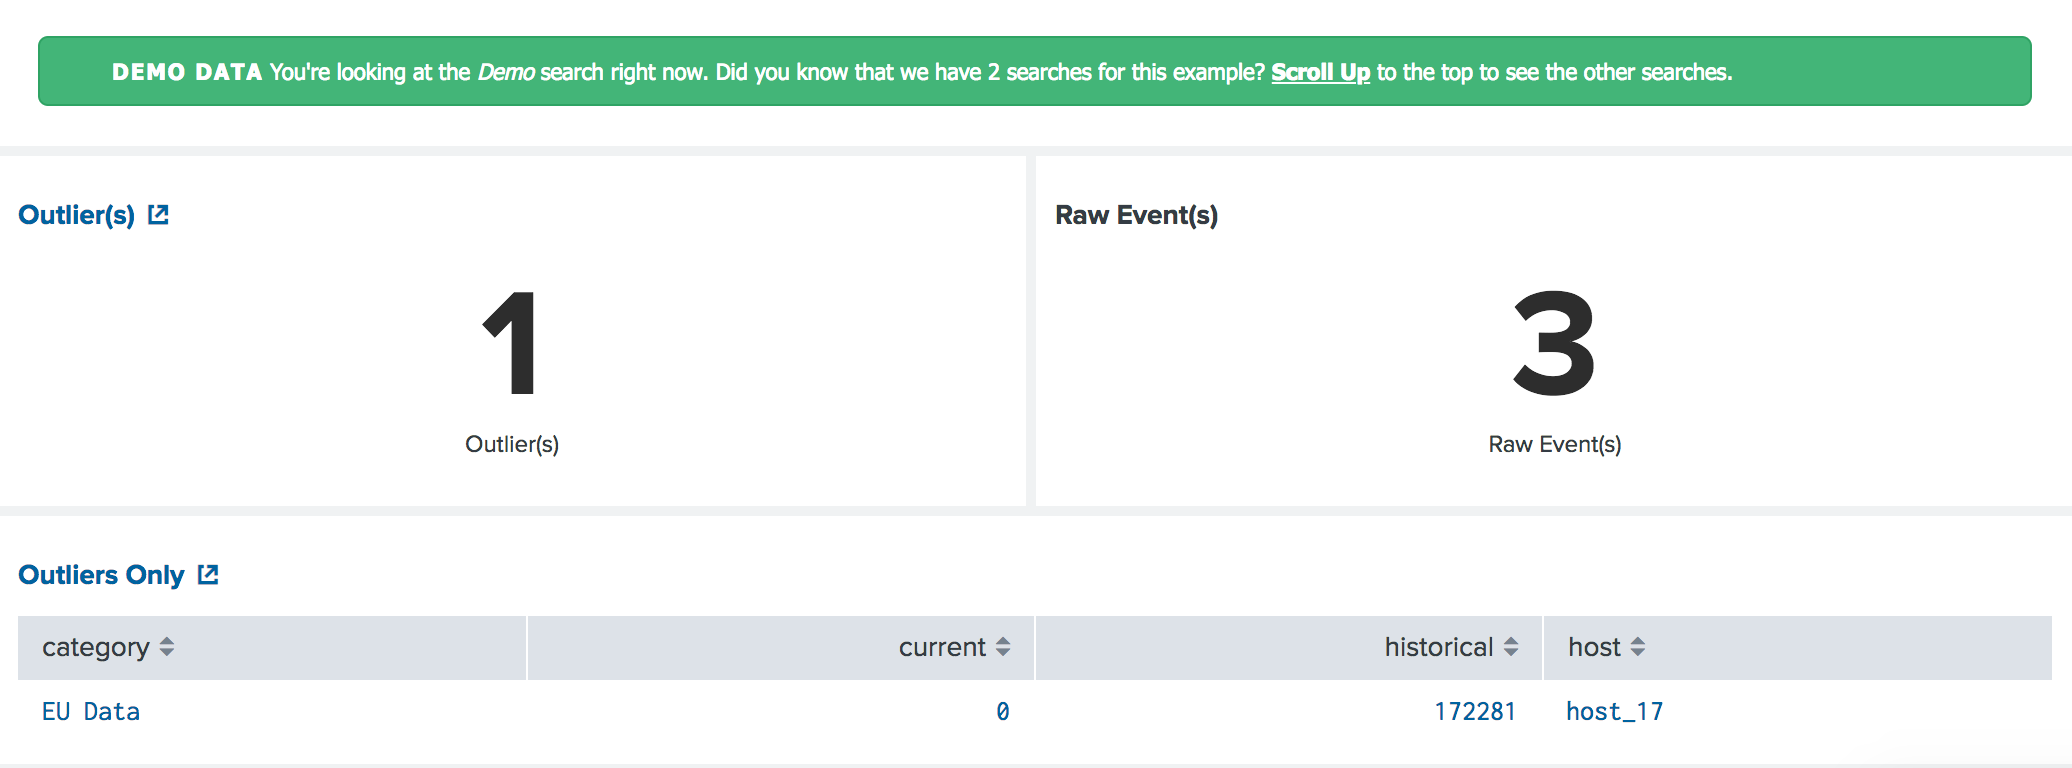 DEMO DATA You're looking at the Demo search right now. Did you know that we have 2 searches for this example? Scroll Up to the top to see the other searches.
Outlier(s)
Raw Event(s)
1
3
Outlier(s)
Raw Event(s)
Outliers Only
category current historical host
EU Data 0 172281 host_17